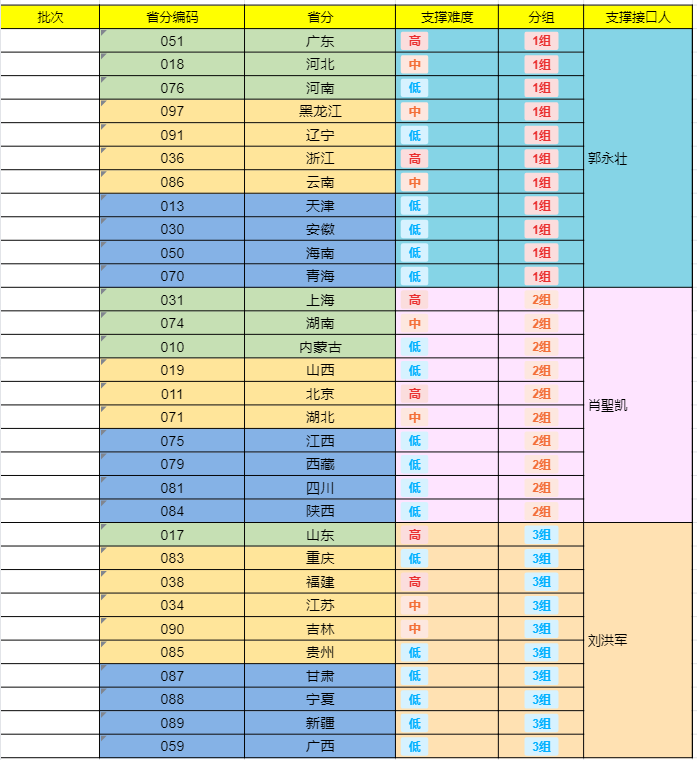 批次 省分编码 省分 支撑难度 分组 支撑接口人
051 广东 高 1组
018 河北 中 1组
076 河南 低 1组
097 黑龙江 中 1组
091 辽宁 低 1组
036 浙江 高 1组 郭永壮
086 云南 中 1组
013 天津 低 1组
030 安徽 低 1组
050 海南 低 1组
070 青海 低 1组
031 上海 高 2组
074 湖南 中 2组
010 内蒙古 低 2组
019 山西 低 2组
011 北京 高 2组 肖聖凯
071 湖北 中 2组
075 江西 低 2组
079 西藏 低 2组
081 四川 低 2组
084 陕西 低 2组
017 山东 高 3组
083 重庆 低 3组
038 福建 高 3组
034 江苏 中 3组
090 吉林 中 3组 刘洪军
085 贵州 低 3组
087 甘肃 低 3组
088 宁夏 低 3组
089 新疆 低 3组
059 广西 低 3组